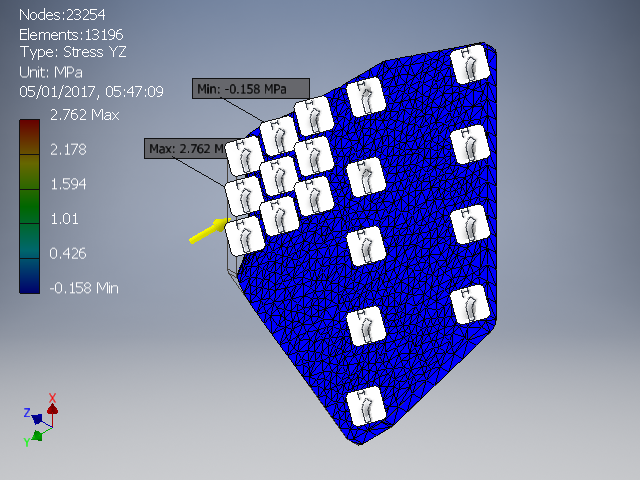 Nodes:23254
Elements:13196
Type: Stress YZ
Unit: MPa
05/01/2017, 05:47:09
2.762 Max
2.178
1.594
1.01
0.426
-0.158 Min
Min: -0.158 MPa
Max: 2.762 M
X
Z
Y